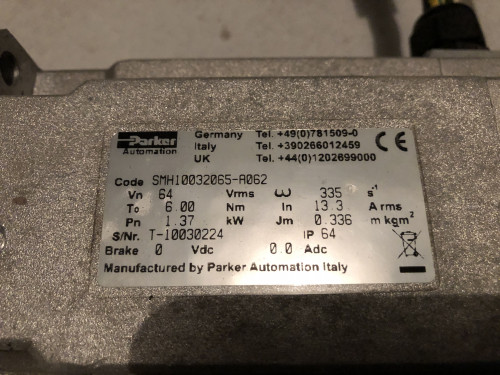 Parker
Automation
Germany Tel. +49(0)781509-0
Italy Tel. +390266012459
UK Tel. +44(0)1202699000
CE
Code SMH10032065-A062
Vn 64 Vrms ω 335 s⁻¹
To 6.00 Nm In 13.3 A rms
Pn 1.37 kW Jm 0.336 m kgm²
S/Nr. T-10030224 IP 64
Brake 0 Vdc 0.0 Adc
Manufactured by Parker Automation Italy